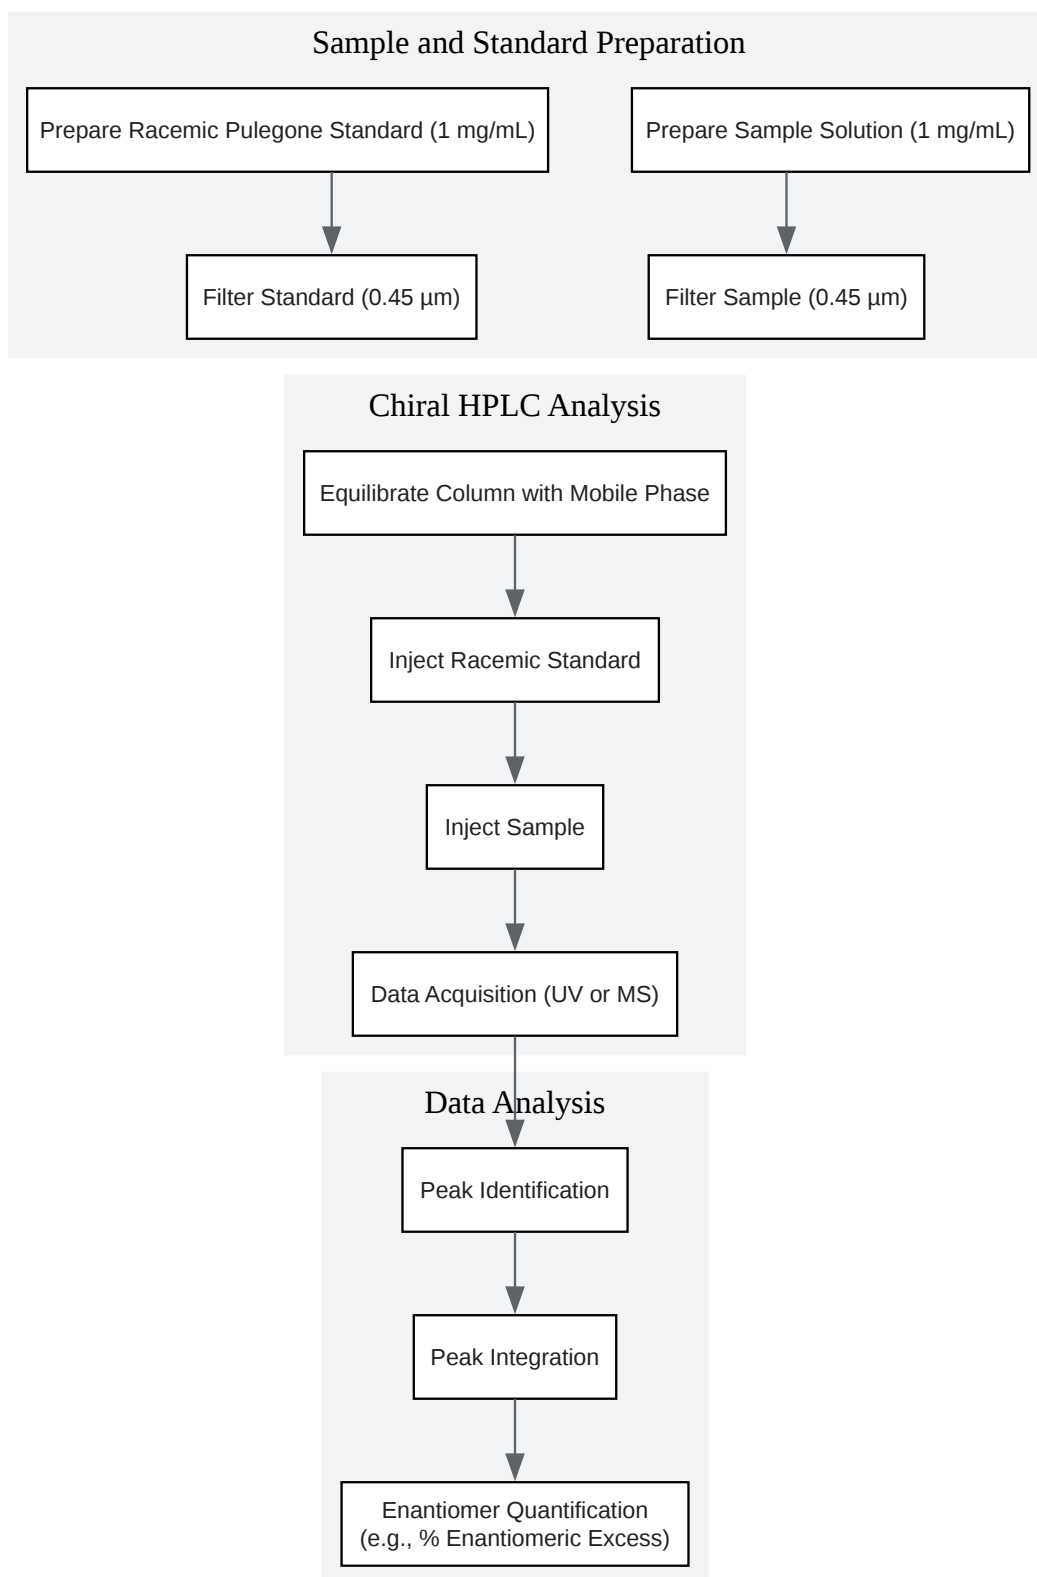 Sample and Standard Preparation
Prepare Racemic Pulegone Standard (1 mg/mL)
Prepare Sample Solution (1 mg/mL)
Filter Standard (0.45 µm)
Filter Sample (0.45 µm)
Chiral HPLC Analysis
Equilibrate Column with Mobile Phase
Inject Racemic Standard
Inject Sample
Data Acquisition (UV or MS)
Data Analysis
Peak Identification
Peak Integration
Enantiomer Quantification
(e.g., % Enantiomeric Excess)